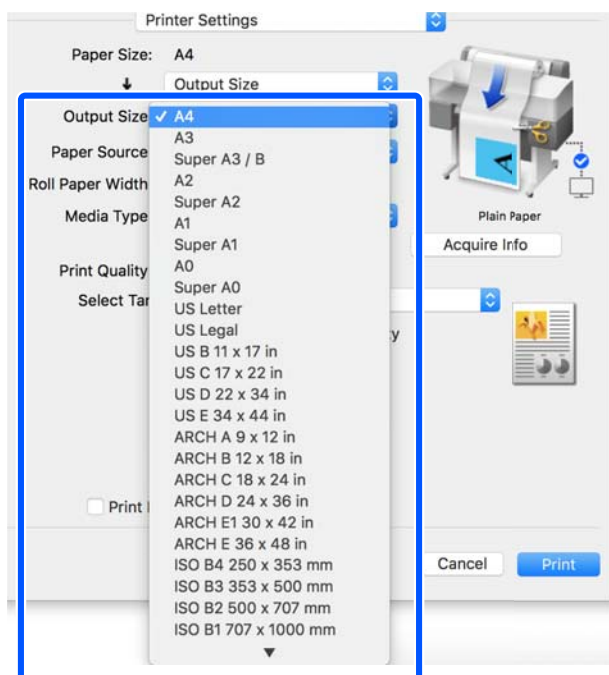 Printer Settings
Paper Size: A4
Output Size
Output Size ✓ A4
A3
Paper Source
Super A3 / B
A2
Roll Paper Width
Super A2
Media Type
A1
Plain Paper
Super A1
Acquire Info
A0
Print Quality
Super A0
Select Tar
US Letter
US Legal
y
US B 11 x 17 in
US C 17 x 22 in
US D 22 x 34 in
US E 34 x 44 in
ARCH A 9 x 12 in
ARCH B 12 x 18 in
ARCH C 18 x 24 in
ARCH D 24 x 36 in
Print
ARCH E1 30 x 42 in
ARCH E 36 x 48 in
ISO B4 250 x 353 mm
Cancel
Print
ISO B3 353 x 500 mm
ISO B2 500 x 707 mm
ISO B1 707 x 1000 mm